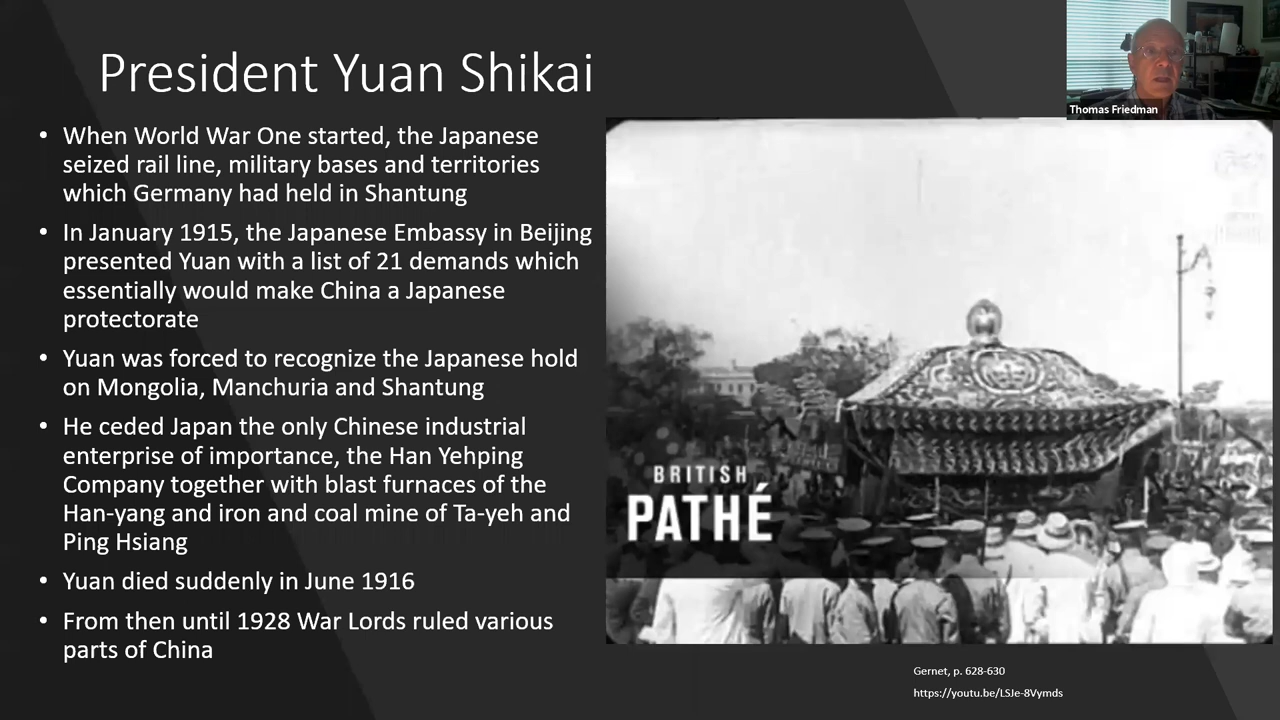 President Yuan Shikai
• When World War One started, the Japanese
seized rail line, military bases and territories
which Germany had held in Shantung
• In January 1915, the Japanese Embassy in Beijing
presented Yuan with a list of 21 demands which
essentially would make China a Japanese
protectorate
• Yuan was forced to recognize the Japanese hold
on Mongolia, Manchuria and Shantung
• He ceded Japan the only Chinese industrial
enterprise of importance, the Han Yehping
Company together with blast furnaces of the
Han-yang and iron and coal mine of Ta-yeh and
Ping Hsiang
• Yuan died suddenly in June 1916
• From then until 1928 War Lords ruled various
parts of China
Thomas Friedman
BRITISH
PATHÉ
Gernet, p. 628-630
https://youtu.be/LSJe-8Vymds